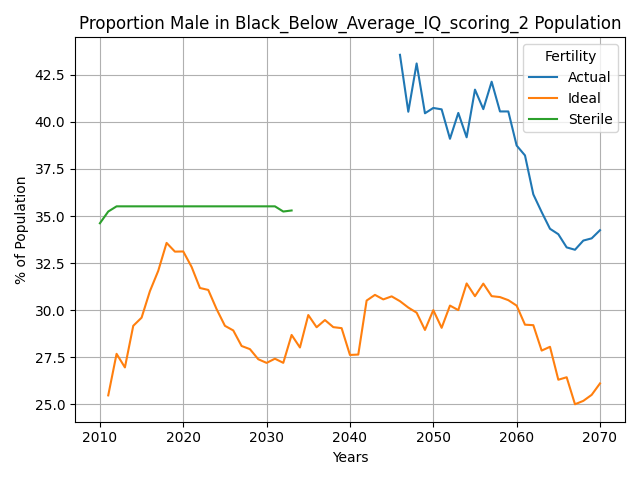 Proportion Male in Black_Below_Average_IQ_scoring_2 Population
Fertility
Actual
Ideal
Sterile
% of Population
42.5
40.0
37.5
35.0
32.5
30.0
27.5
25.0
2010 2020 2030 2040 2050 2060 2070
Years